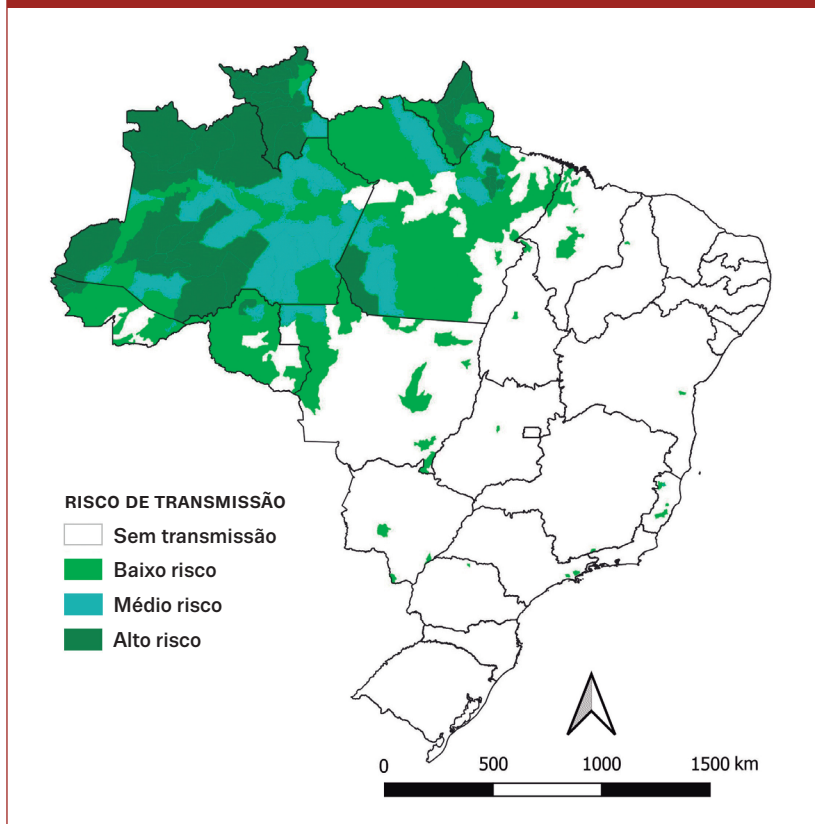 RISCO DE TRANSMISSÃO
Sem transmissão
Baixo risco
Médio risco
Alto risco
0 500 1000 1500 km